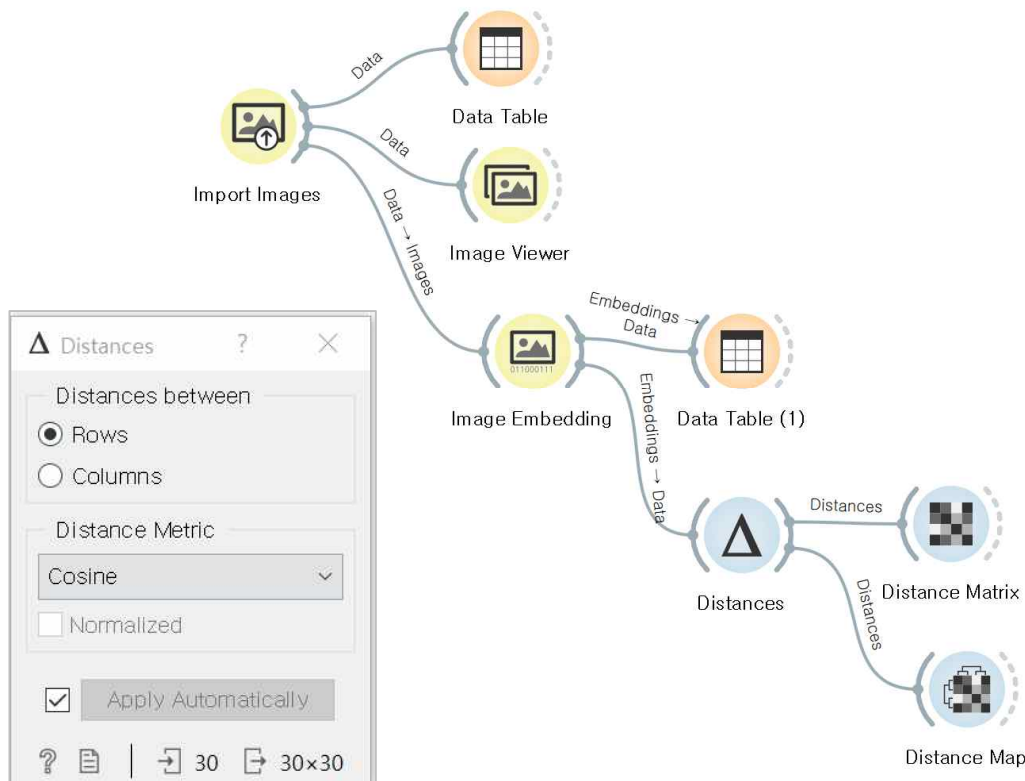 Data
Data Table
Import Images
Data
Image Viewer
Data → Images
Image Embedding
011000111
Embeddings →
Data
Data Table (1)
Embeddings → Data
Δ
Distances
Distances
Distance Matrix
Distances
Distance Map
Δ Distances ? ×
Distances between
Rows
Columns
Distance Metric
Cosine
Normalized
Apply Automatically
? 30 30×30